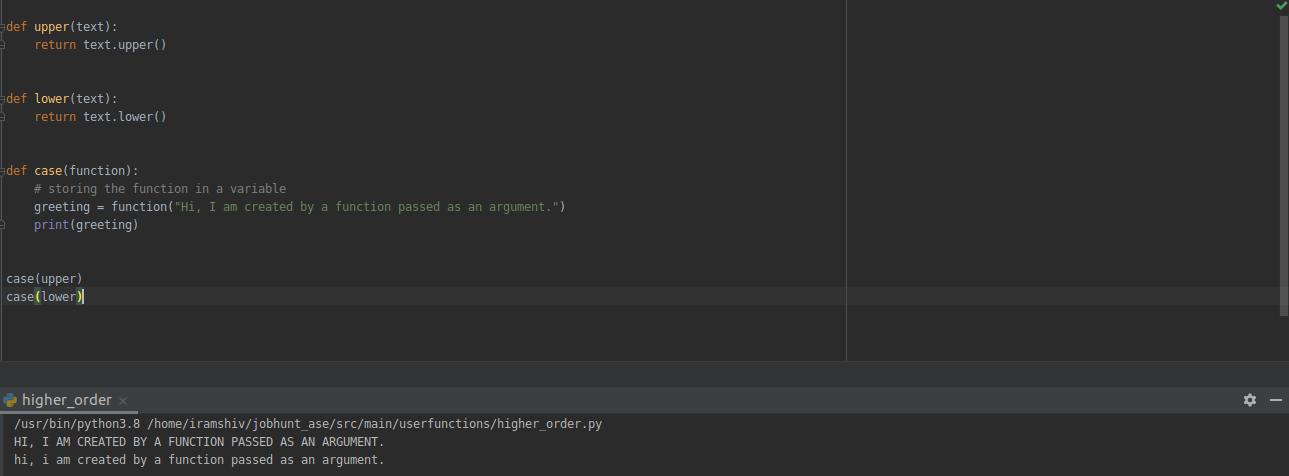 def upper(text):
    return text.upper()
def lower(text):
    return text.lower()
def case(function):
    # storing the function in a variable
    greeting = function("Hi, I am created by a function passed as an argument.")
    print(greeting)
case(upper)
case(lower)
higher_order
/usr/bin/python3.8 /home/iramshiv/jobhunt_ase/src/main/userfunctions/higher_order.py
HI, I AM CREATED BY A FUNCTION PASSED AS AN ARGUMENT.
hi, i am created by a function passed as an argument.